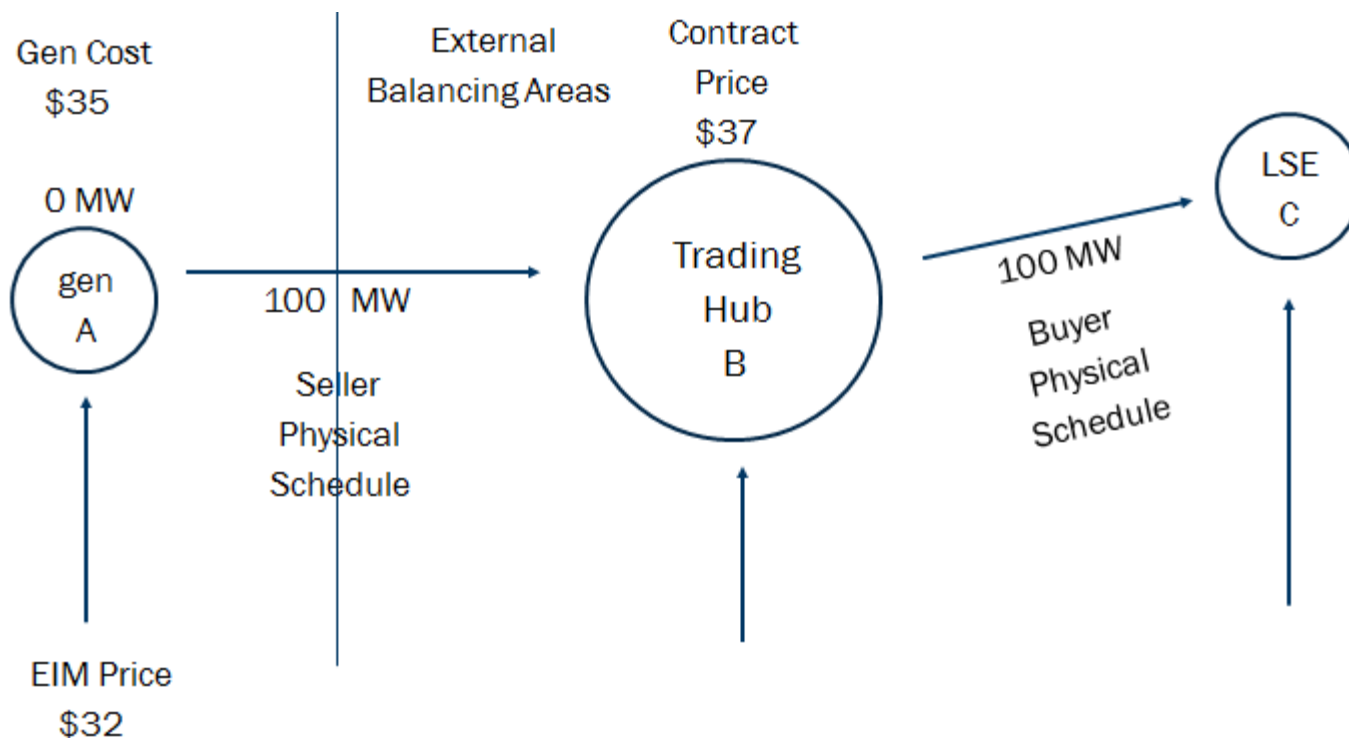 Gen Cost
$35
External
Balancing Areas
Contract
Price
$37
0 MW
gen
A
100 MW
Seller
Physical
Schedule
Trading
Hub
B
100 MW
Buyer
Physical
Schedule
LSE
C
EIM Price
$32